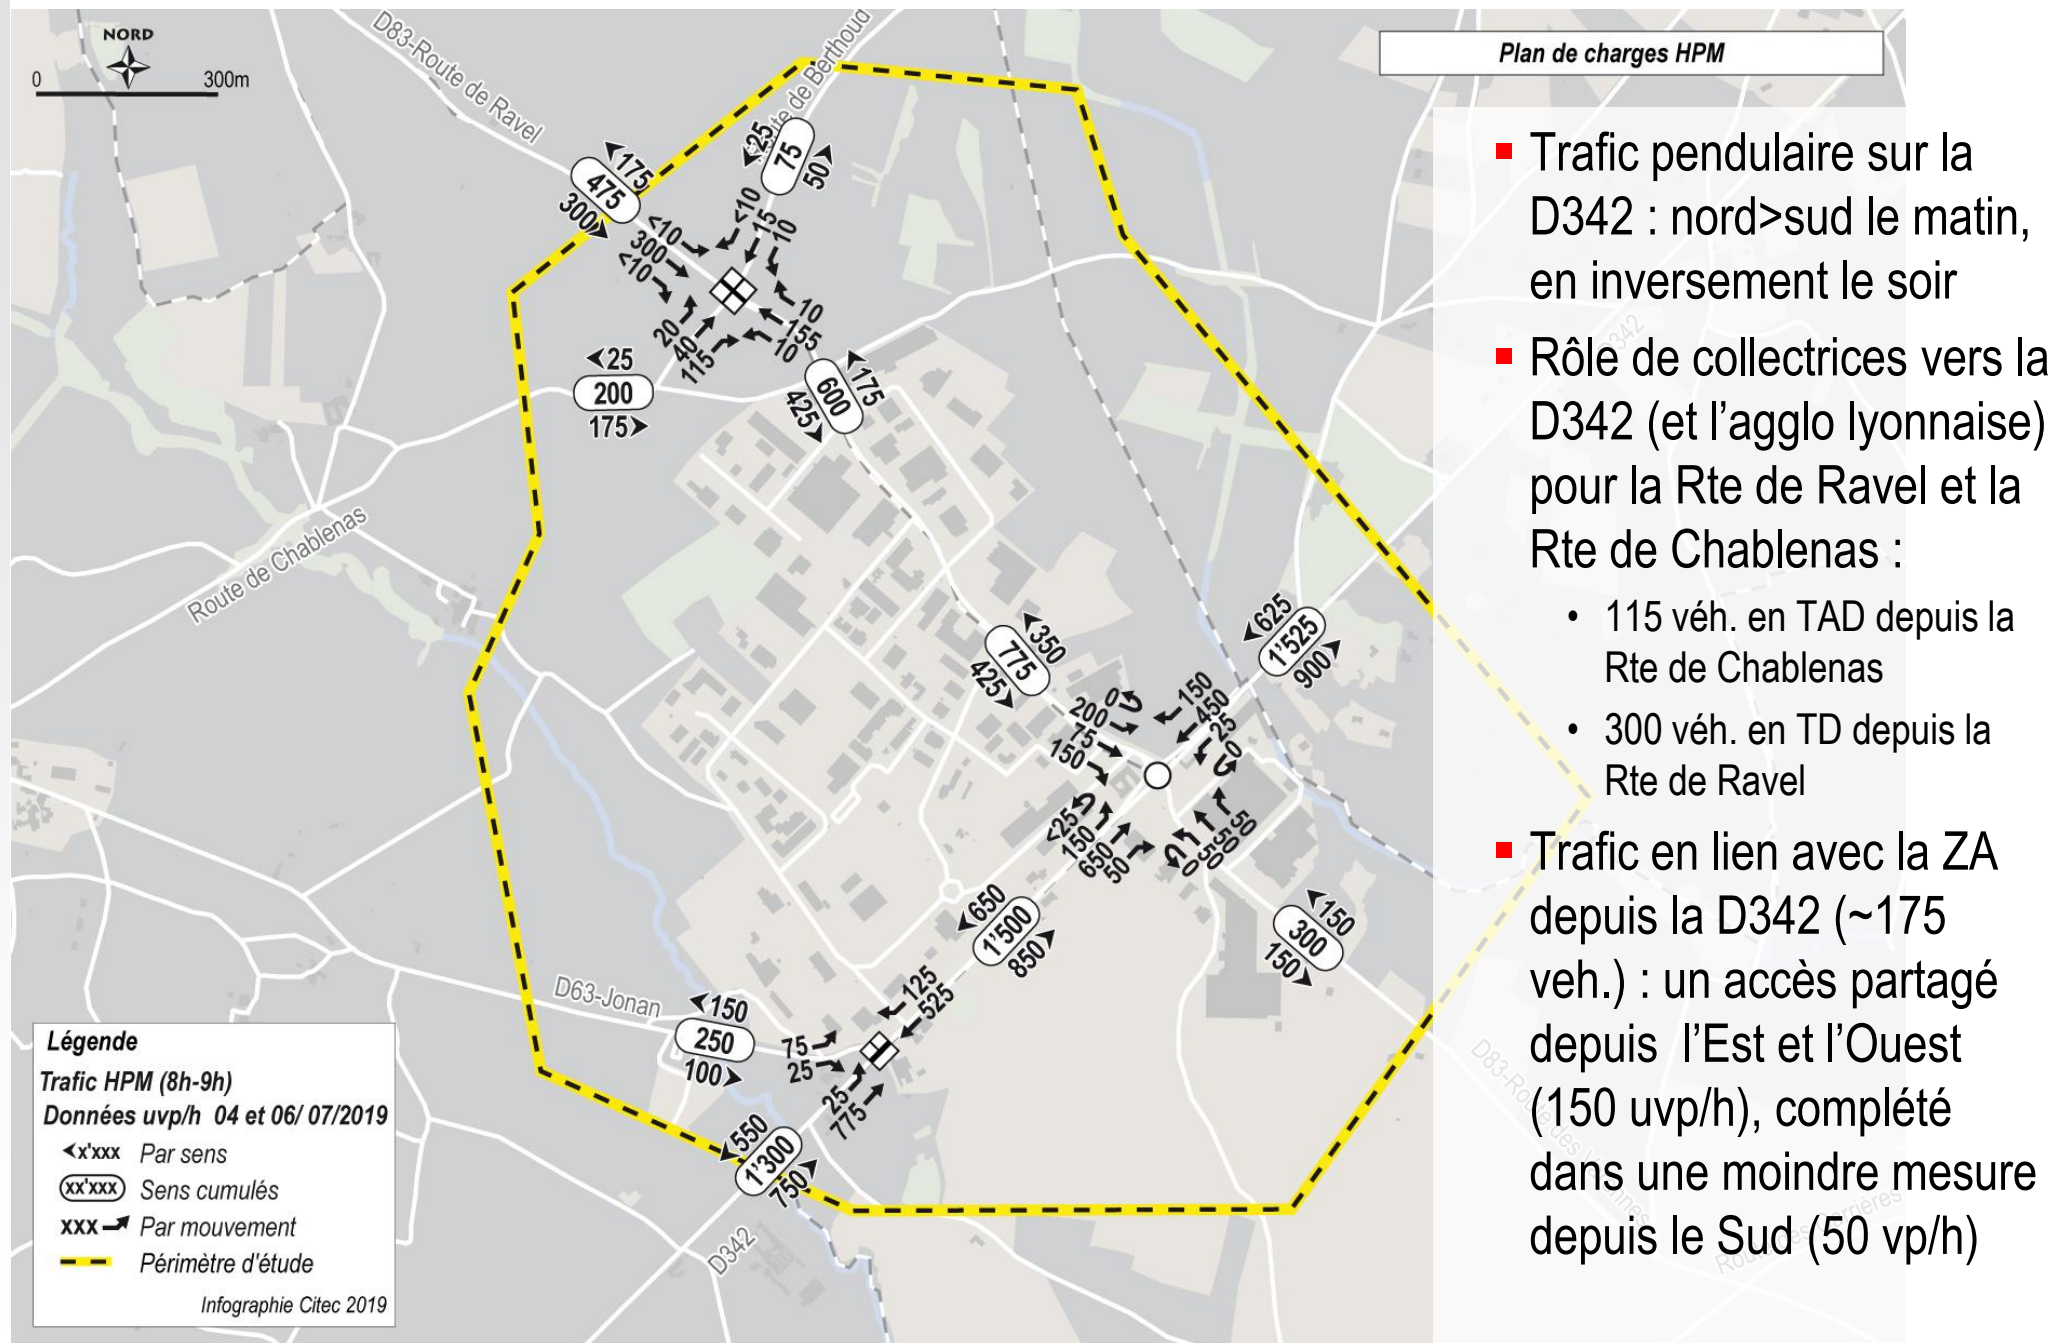 NORD
0 300m
D83-Route de Ravel
Plan de charges HPM
<25
75
50>
<175
475
300>
<10
15
10
<10
300
<10
10
155
10
20
40
115
<25
200
175>
<175
600
425>
Route de Chablenas
D342
<350
775
425>
<625
1'525
900>
0
200
75
150
150
450
25
0
<25
150
650
50
50
50
50
0
<650
1'500
850>
<150
300
150>
D63-Jonan
<150
250
100>
125
525
75
25
25
775
<550
1'300
750>
D342
Légende
Trafic HPM (8h-9h)
Données uvp/h 04 et 06/ 07/2019
<x'xxx Par sens
xx'xxx Sens cumulés
xxx Par mouvement
Périmètre d'étude
Infographie Citec 2019
▪ Trafic pendulaire sur la
D342 : nord>sud le matin,
en inversement le soir
▪ Rôle de collectrices vers la
D342 (et l'agglo lyonnaise)
pour la Rte de Ravel et la
Rte de Chablenas :
• 115 véh. en TAD depuis la
Rte de Chablenas
• 300 véh. en TD depuis la
Rte de Ravel
▪ Trafic en lien avec la ZA
depuis la D342 (~175
veh.) : un accès partagé
depuis l'Est et l'Ouest
(150 uvp/h), complété
dans une moindre mesure
depuis le Sud (50 vp/h)